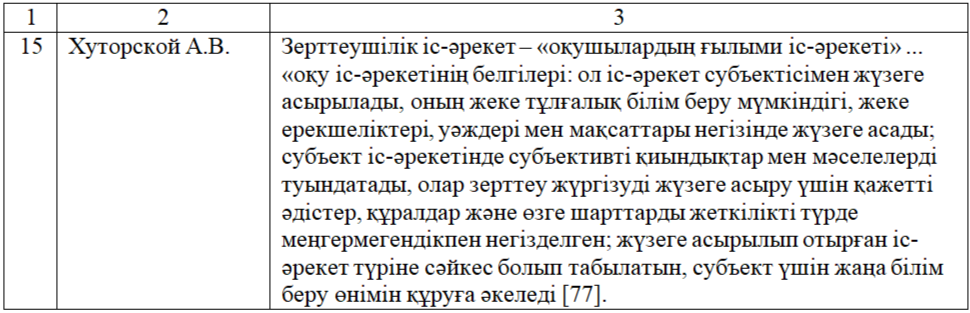 1 2 3
15 Хуторской А.В. Зерттеушілік іс-әрекет – «оқушылардың ғылыми іс-әрекеті» ...
«оқу іс-әрекетінің белгілері: ол іс-әрекет субъектісімен жүзеге
асырылады, оның жеке тұлғалық білім беру мүмкіндігі, жеке
ерекшеліктері, уәждері мен мақсаттары негізінде жүзеге асады;
субъект іс-әрекетінде субъективті қиындықтар мен мәселелерді
туындатады, олар зерттеу жүргізуді жүзеге асыру үшін қажетті
әдістер, құралдар және өзге шарттарды жеткілікті түрде
меңгермегендікпен негізделген; жүзеге асырылып отырған іс-
әрекет түріне сәйкес болып табылатын, субъект үшін жаңа білім
беру өнімін құруға әкеледі [77].